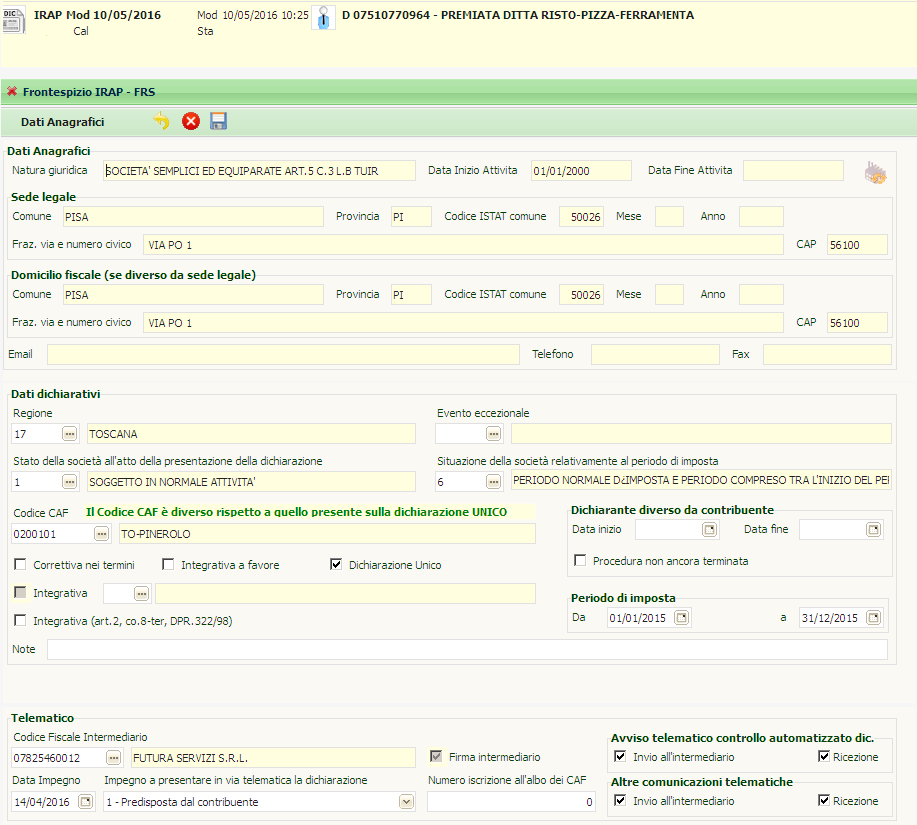 DIC IRAP Mod 10/05/2016 Mod 10/05/2016 10:25 D 07510770964 - PREMIATA DITTA RISTO-PIZZA-FERRAMENTA
Cal Sta
Frontespizio IRAP - FRS
Dati Anagrafici
Dati Anagrafici
Natura giuridica SOCIETA' SEMPLICI ED EQUIPARATE ART.5 C.3 L.B TUIR Data Inizio Attivita 01/01/2000 Data Fine Attivita
Sede legale
Comune PISA Provincia PI Codice ISTAT comune 50026 Mese Anno
Fraz. via e numero civico VIA PO 1 CAP 56100
Domicilio fiscale (se diverso da sede legale)
Comune PISA Provincia PI Codice ISTAT comune 50026 Mese Anno
Fraz. via e numero civico VIA PO 1 CAP 56100
Email Telefono Fax
Dati dichiarativi
Regione Evento eccezionale
17 ... TOSCANA ...
Stato della società all'atto della presentazione della dichiarazione Situazione della società relativamente al periodo di imposta
1 ... SOGGETTO IN NORMALE ATTIVITA' 6 ... PERIODO NORMALE D¿IMPOSTA E PERIODO COMPRESO TRA L'INIZIO DEL PEI
Codice CAF Il Codice CAF è diverso rispetto a quello presente sulla dichiarazione UNICO Dichiarante diverso da contribuente
0200101 ... TO-PINEROLO Data inizio Data fine
Correttiva nei termini Integrativa a favore Dichiarazione Unico Procedura non ancora terminata
Integrativa ...
Periodo di imposta
Integrativa (art.2, co.8-ter, DPR.322/98) Da 01/01/2015 a 31/12/2015
Note
Telematico
Codice Fiscale Intermediario Avviso telematico controllo automatizzato dic.
07825460012 ... FUTURA SERVIZI S.R.L. Firma intermediario Invio all'intermediario Ricezione
Data Impegno Impegno a presentare in via telematica la dichiarazione Numero iscrizione all'albo dei CAF Altre comunicazioni telematiche
14/04/2016 1 - Predisposta dal contribuente 0 Invio all'intermediario Ricezione